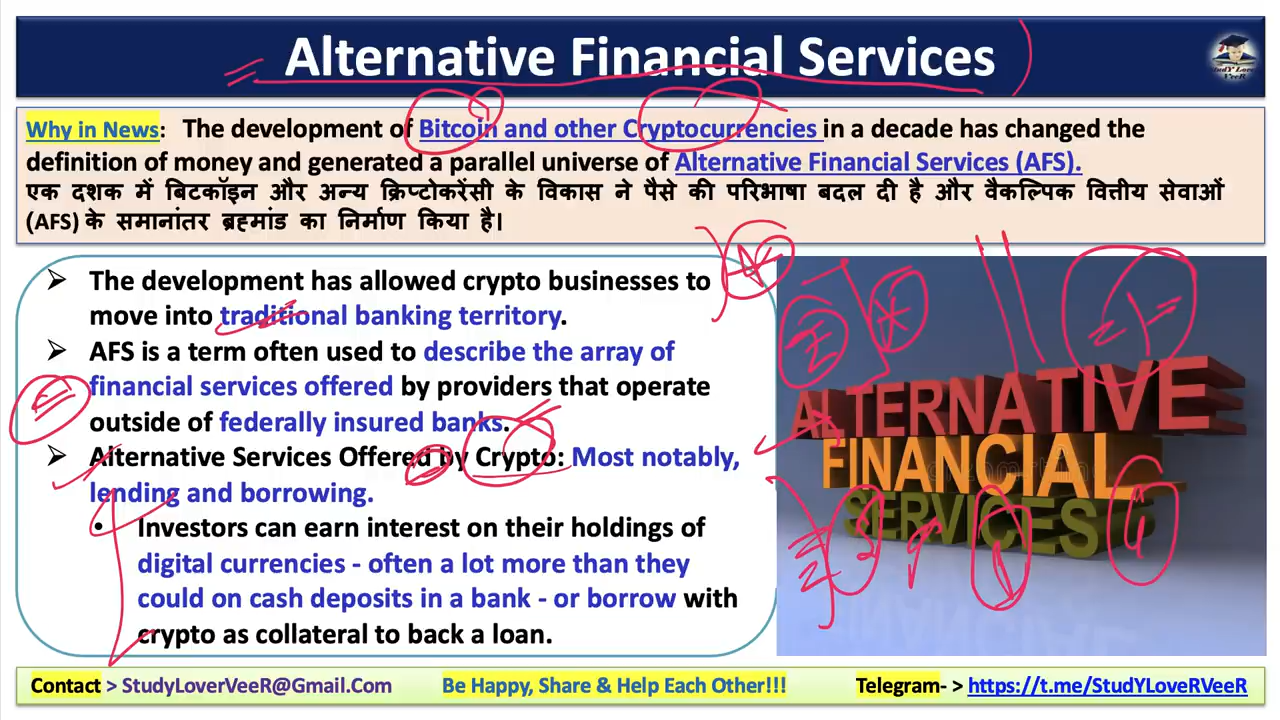 Alternative Financial Services
StudY Love
VeeR
Why in News: The development of Bitcoin and other Cryptocurrencies in a decade has changed the
definition of money and generated a parallel universe of Alternative Financial Services (AFS).
एक दशक में बिटकॉइन और अन्य क्रिप्टोकरेंसी के विकास ने पैसे की परिभाषा बदल दी है और वैकल्पिक वित्तीय सेवाओं
(AFS) के समानांतर ब्रह्मांड का निर्माण किया है।
➢ The development has allowed crypto businesses to
move into traditional banking territory.
➢ AFS is a term often used to describe the array of
financial services offered by providers that operate
outside of federally insured banks.
➢ Alternative Services Offered by Crypto: Most notably,
lending and borrowing.
• Investors can earn interest on their holdings of
digital currencies - often a lot more than they
could on cash deposits in a bank - or borrow with
crypto as collateral to back a loan.
ALTERNATIVE
FINANCIAL
SERVICES
Contact > StudyLoverVeeR@Gmail.Com Be Happy, Share & Help Each Other!!! Telegram- > https://t.me/StudYLoveRVeeR